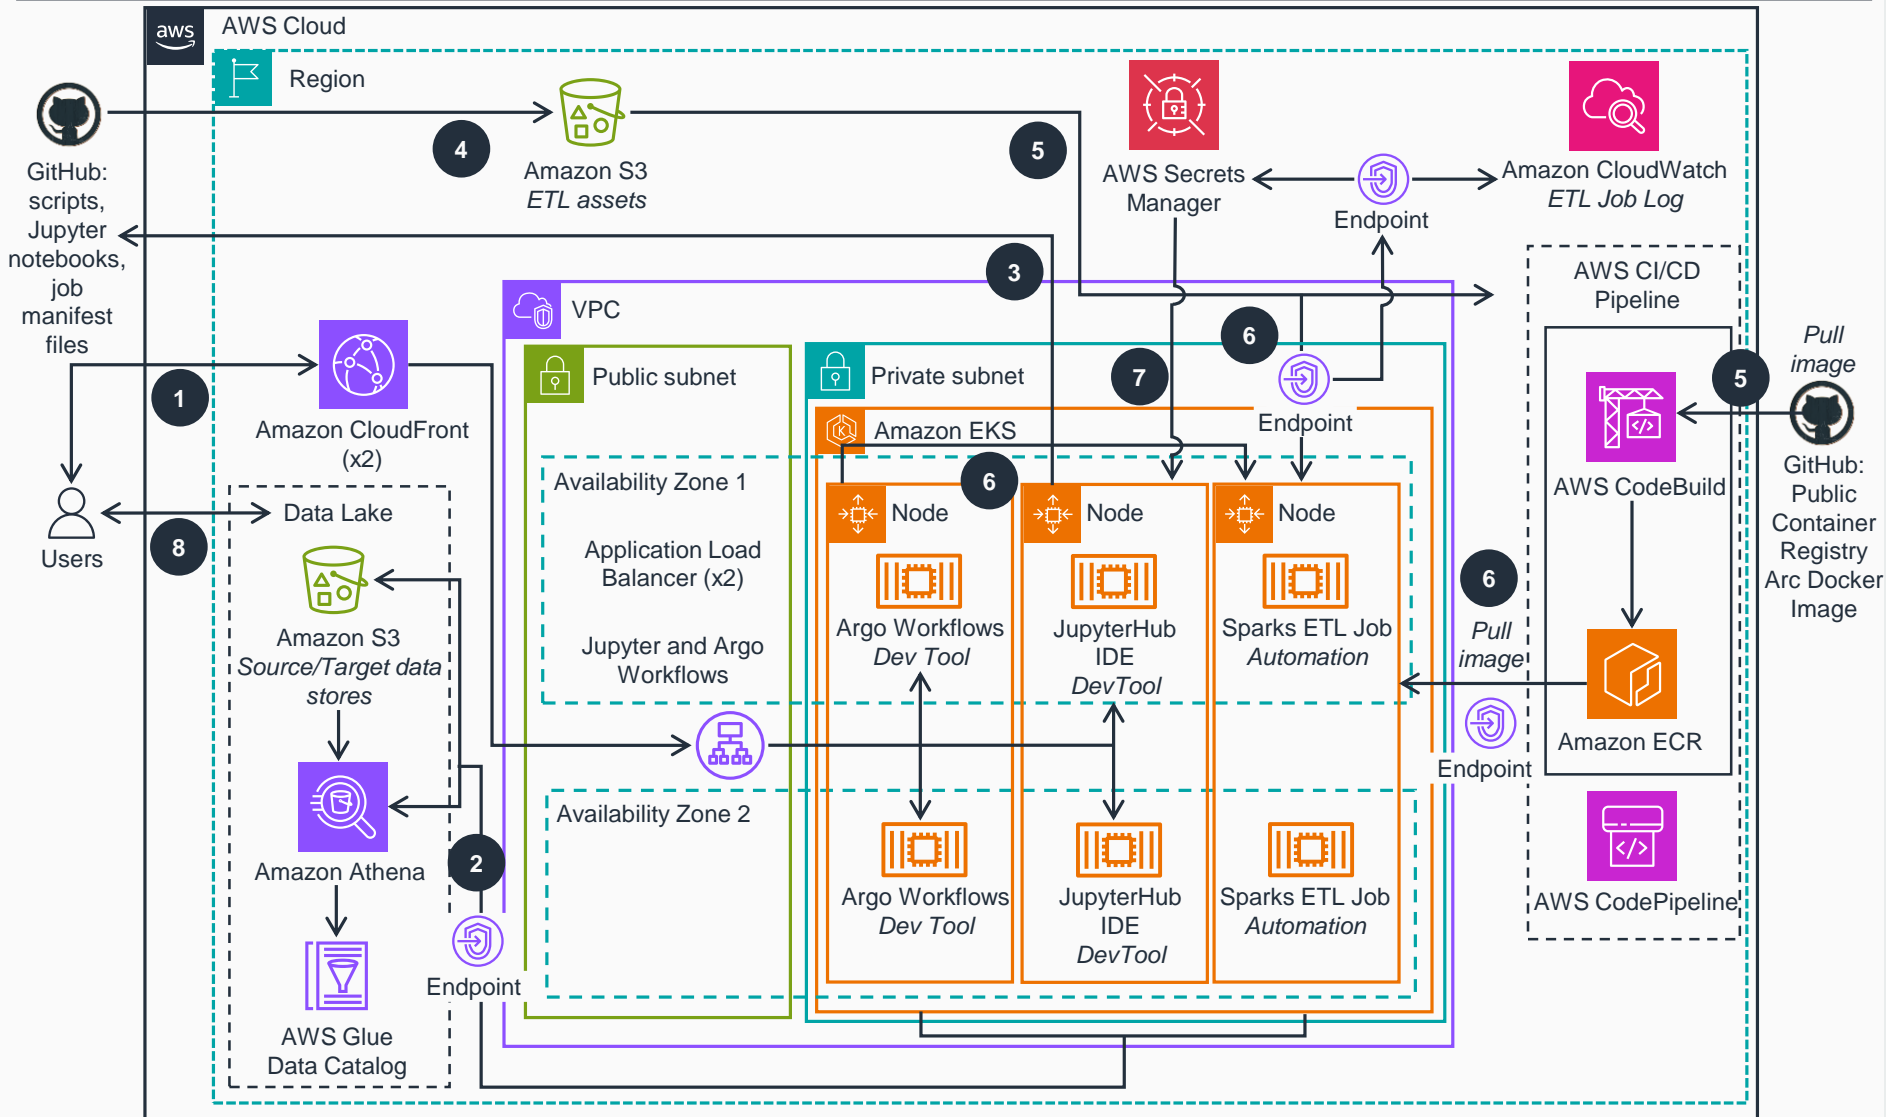 aws
AWS Cloud
Region
GitHub:
scripts,
Jupyter
notebooks,
job
manifest
files
4
Amazon S3
ETL assets
5
AWS Secrets
Manager
Endpoint
Amazon CloudWatch
ETL Job Log
3
VPC
1
Amazon CloudFront
(x2)
Users
8
Data Lake
Amazon S3
Source/Target data
stores
Amazon Athena
AWS Glue
Data Catalog
2
Endpoint
Public subnet
Private subnet
7
6
Endpoint
Amazon EKS
Availability Zone 1
Application Load
Balancer (x2)
Jupyter and Argo
Workflows
6
Node
Node
Node
Argo Workflows
Dev Tool
JupyterHub
IDE
DevTool
Sparks ETL Job
Automation
Availability Zone 2
Argo Workflows
Dev Tool
JupyterHub
IDE
DevTool
Sparks ETL Job
Automation
6
Pull
image
Endpoint
AWS CI/CD
Pipeline
AWS CodeBuild
Amazon ECR
AWS CodePipeline
5
Pull
image
GitHub:
Public
Container
Registry
Arc Docker
Image